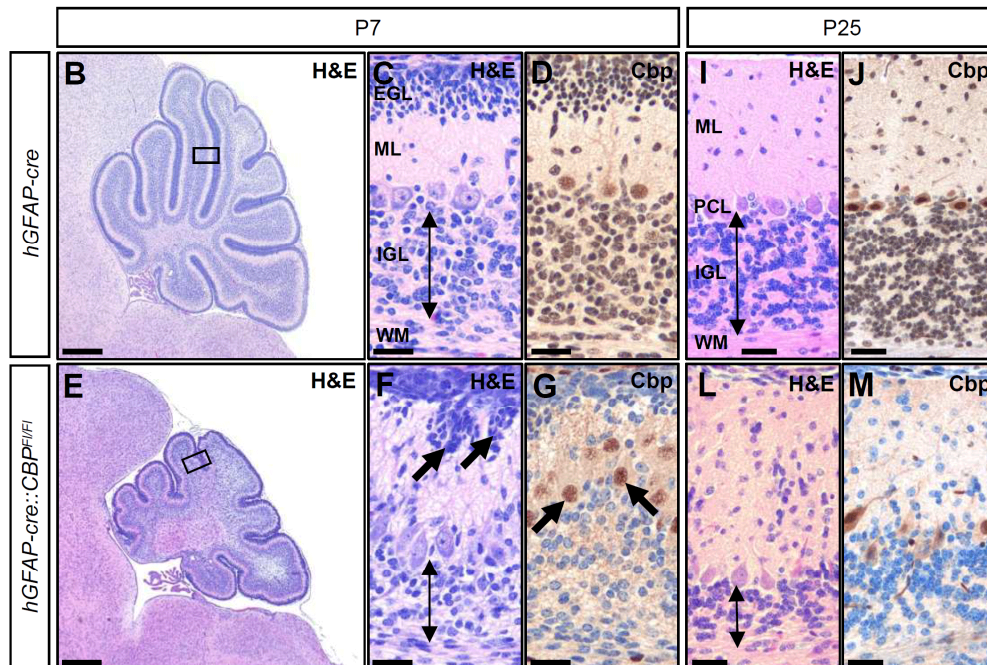 P7
P25
hGFAP-cre
B
H&E
C
H&E
EGL
ML
IGL
WM
D
Cbp
I
H&E
ML
PCL
IGL
WM
J
Cbp
hGFAP-cre::CBPFl/Fl
E
H&E
F
H&E
G
Cbp
L
H&E
M
Cbp